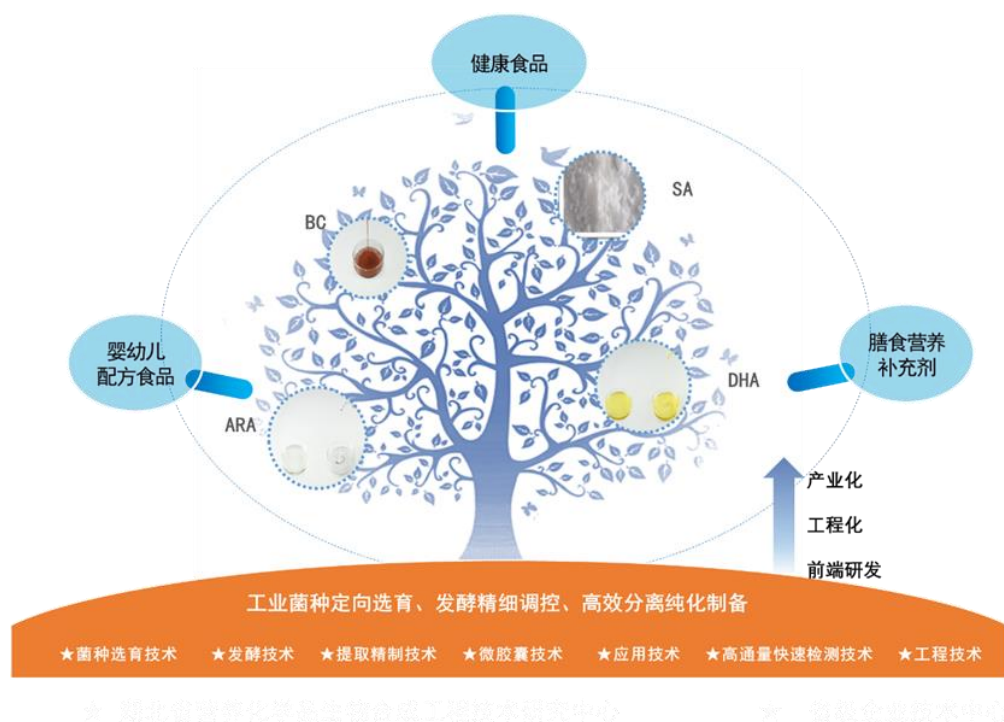 健康食品
SA
BC
婴幼儿
配方食品
膳食营养
补充剂
DHA
ARA
产业化
工程化
前端研发
工业菌种定向选育、发酵精细调控、高效分离纯化制备
★菌种选育技术 ★发酵技术 ★提取精制技术 ★微胶囊技术 ★应用技术 ★高通量快速检测技术 ★工程技术